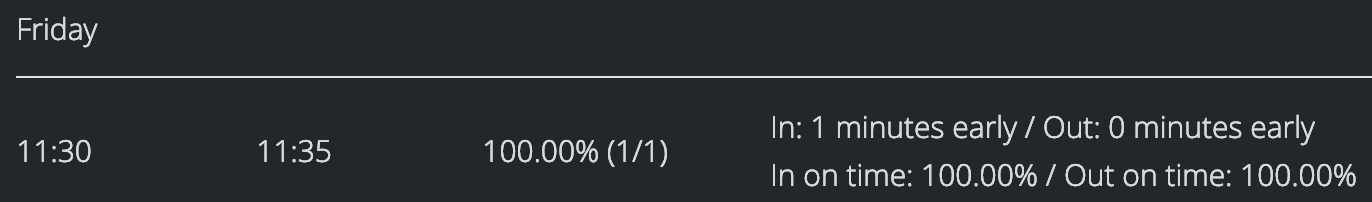 Friday
11:30 11:35 100.00% (1/1)
In: 1 minutes early / Out: 0 minutes early
In on time: 100.00% / Out on time: 100.00%